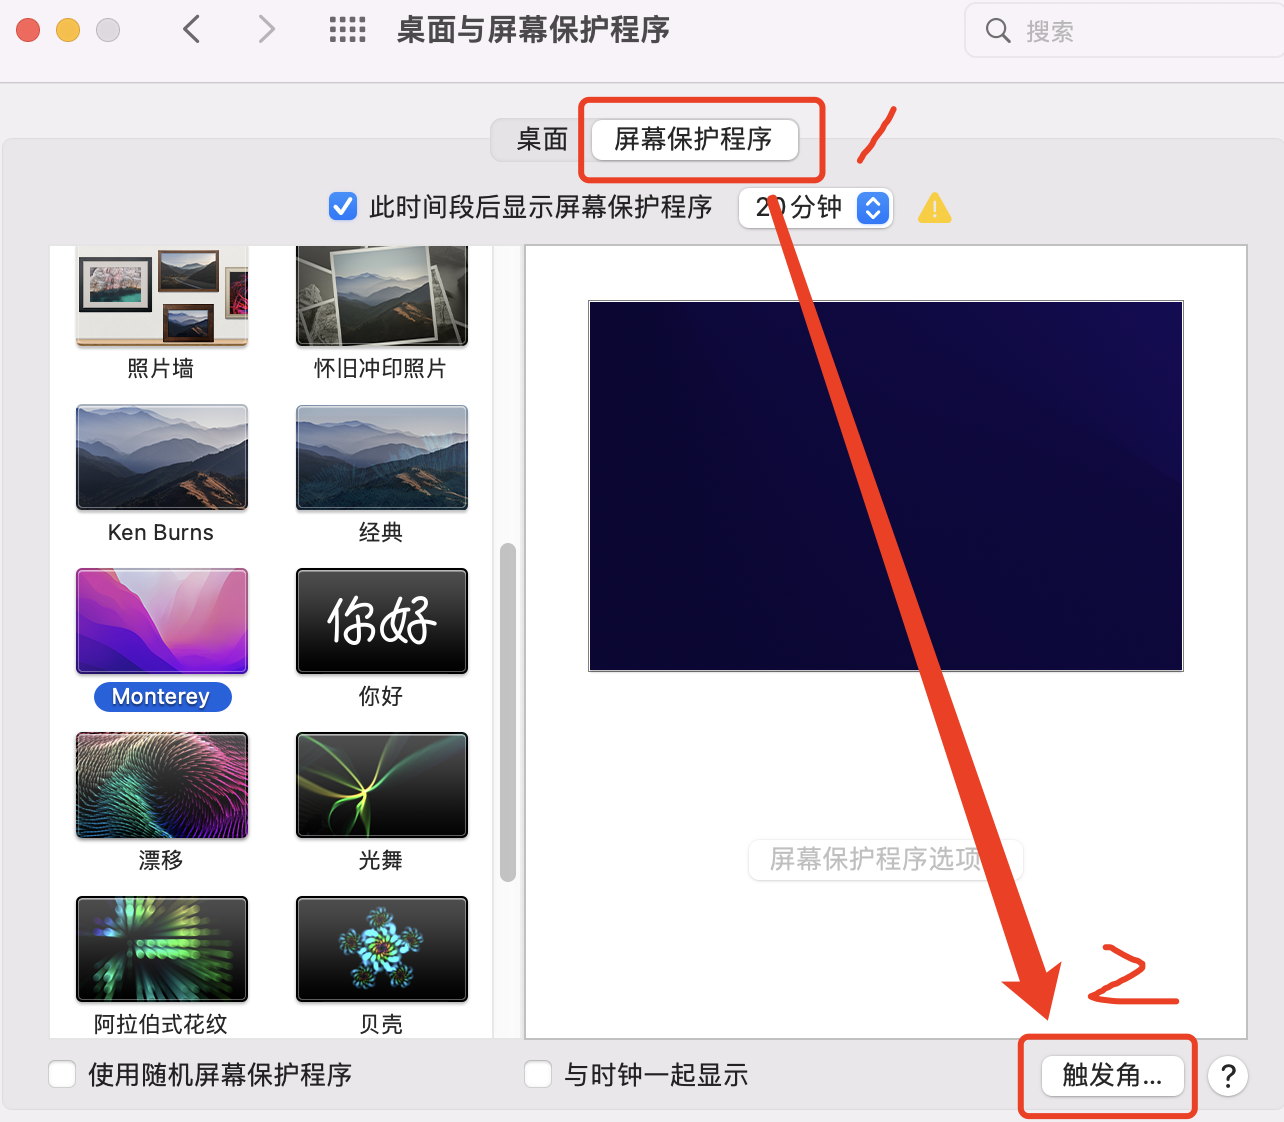 桌面与屏幕保护程序
搜索
桌面
屏幕保护程序
1
此时间段后显示屏幕保护程序
20分钟
照片墙
怀旧冲印照片
Ken Burns
经典
你好
Monterey
你好
漂移
光舞
屏幕保护程序选项
2
阿拉伯式花纹
贝壳
使用随机屏幕保护程序
与时钟一起显示
触发角...
?